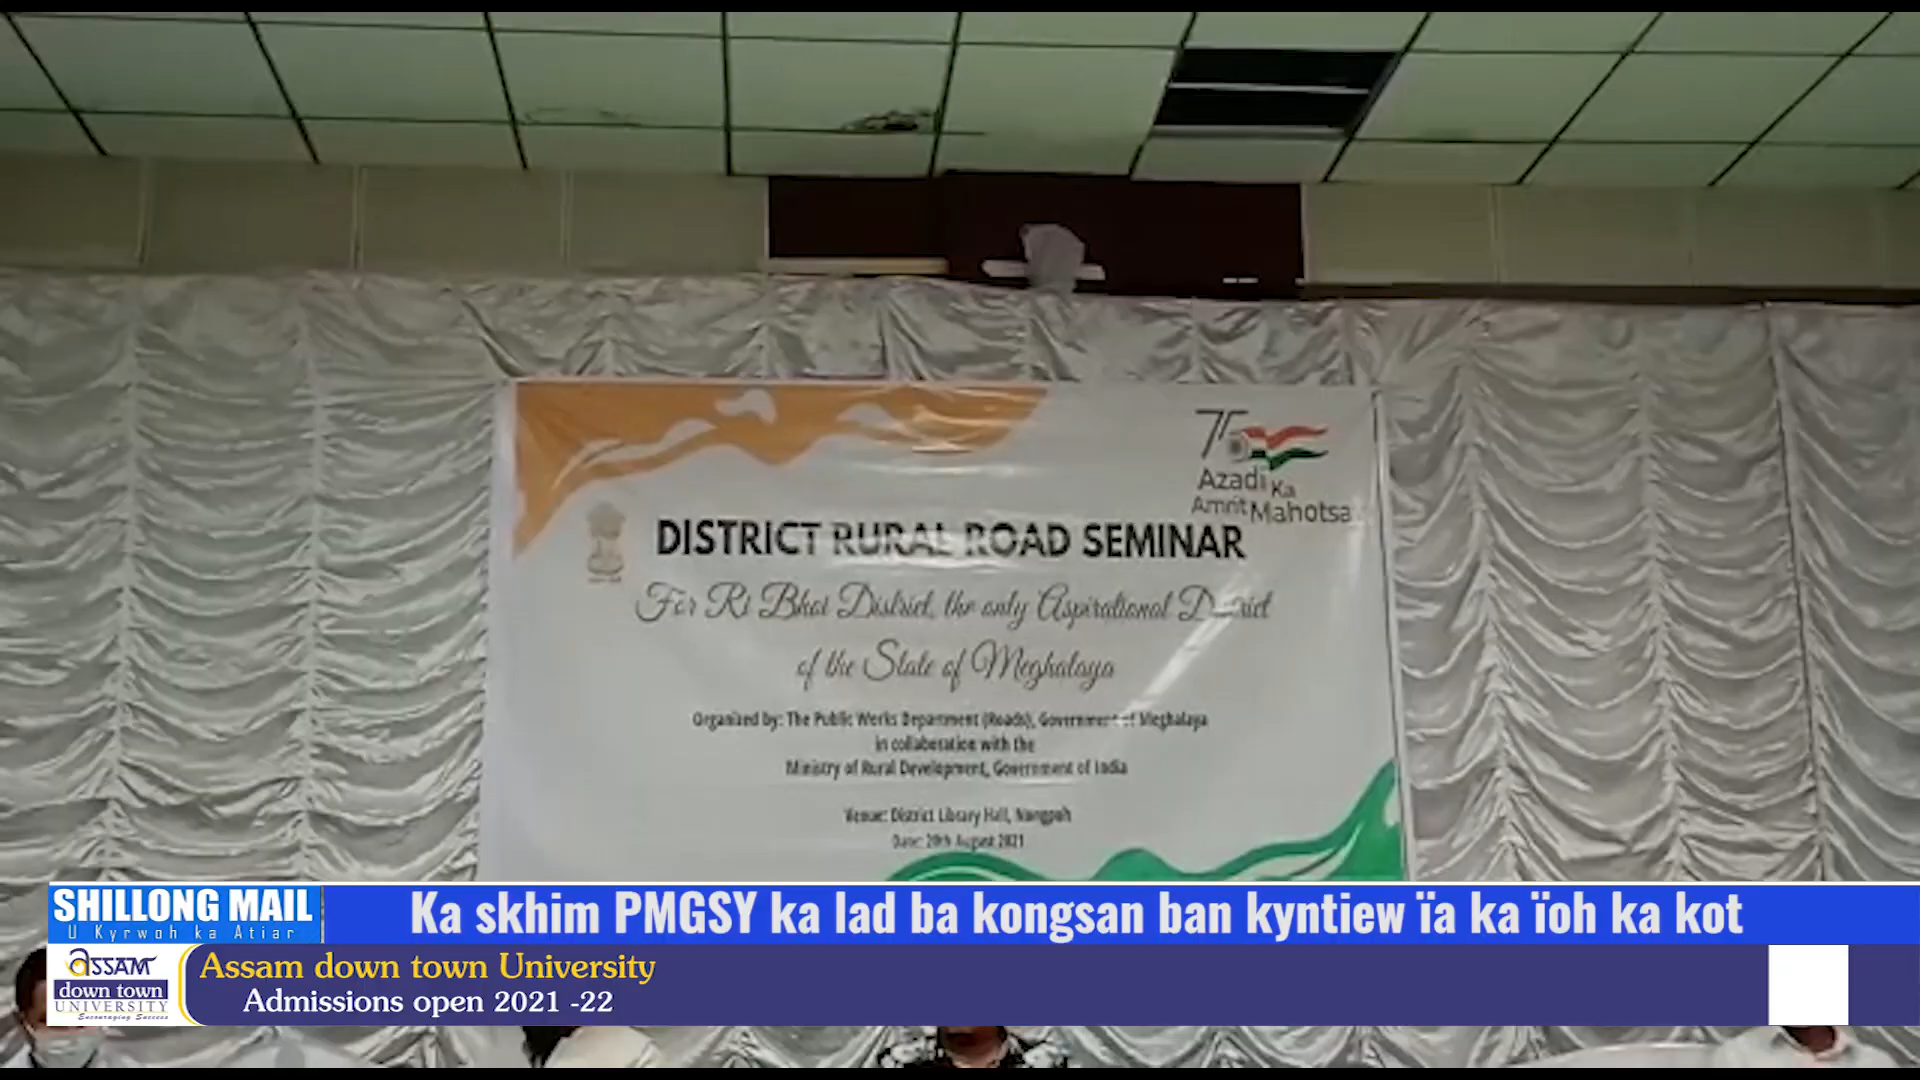 75
Azadi Ka
Amrit Mahotsa
DISTRICT RURAL ROAD SEMINAR
For Ri Bhoi District, the only Aspirational District
of the State of Meghalaya
Organized by: The Public Works Department (Roads), Government of Meghalaya
in collaboration with the
Ministry of Rural Development, Government of India
Venue: District Library Hall, Nongpoh
Date: 20th August 2021
SHILLONG MAIL
U Kyrwoh ka Atiar
Ka skhim PMGSY ka lad ba kongsan ban kyntiew ïa ka ïoh ka kot
assam
down town
UNIVERSITY
Encouraging Success
Assam down town University
Admissions open 2021 -22